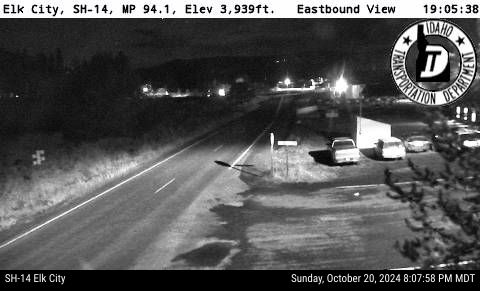 Elk City, SH-14, MP 94.1, Elev 3,939ft. Eastbound View 19:05:38
IDAHO
TRANSPORTATION DEPARTMENT
SH-14 Elk City Sunday, October 20, 2024 8:07:58 PM MDT